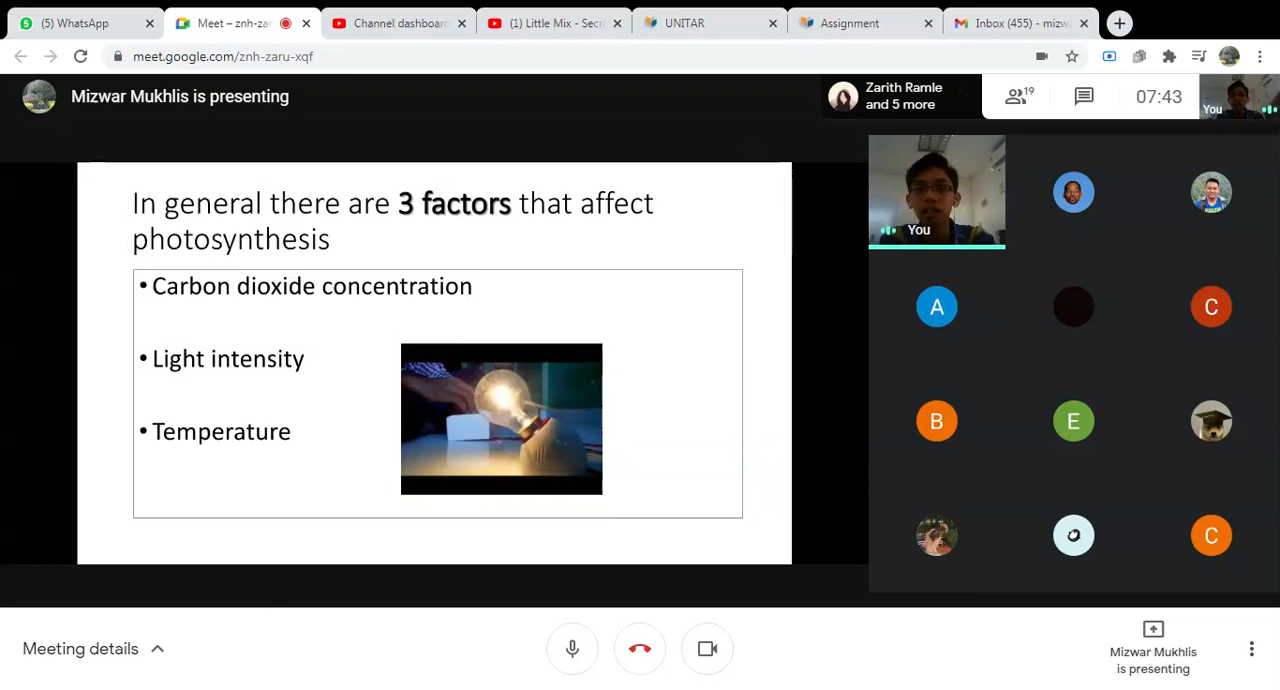 (5) WhatsApp
Meet – znh-zar
Channel dashboard
(1) Little Mix - Secr
UNITAR
Assignment
Inbox (455) - mizw
meet.google.com/znh-zaru-xqf
Mizwar Mukhlis is presenting
Zarith Ramle
and 5 more
19
07:43
You
In general there are 3 factors that affect
photosynthesis
• Carbon dioxide concentration
• Light intensity
• Temperature
You
A
C
B
E
C
Meeting details
Mizwar Mukhlis
is presenting